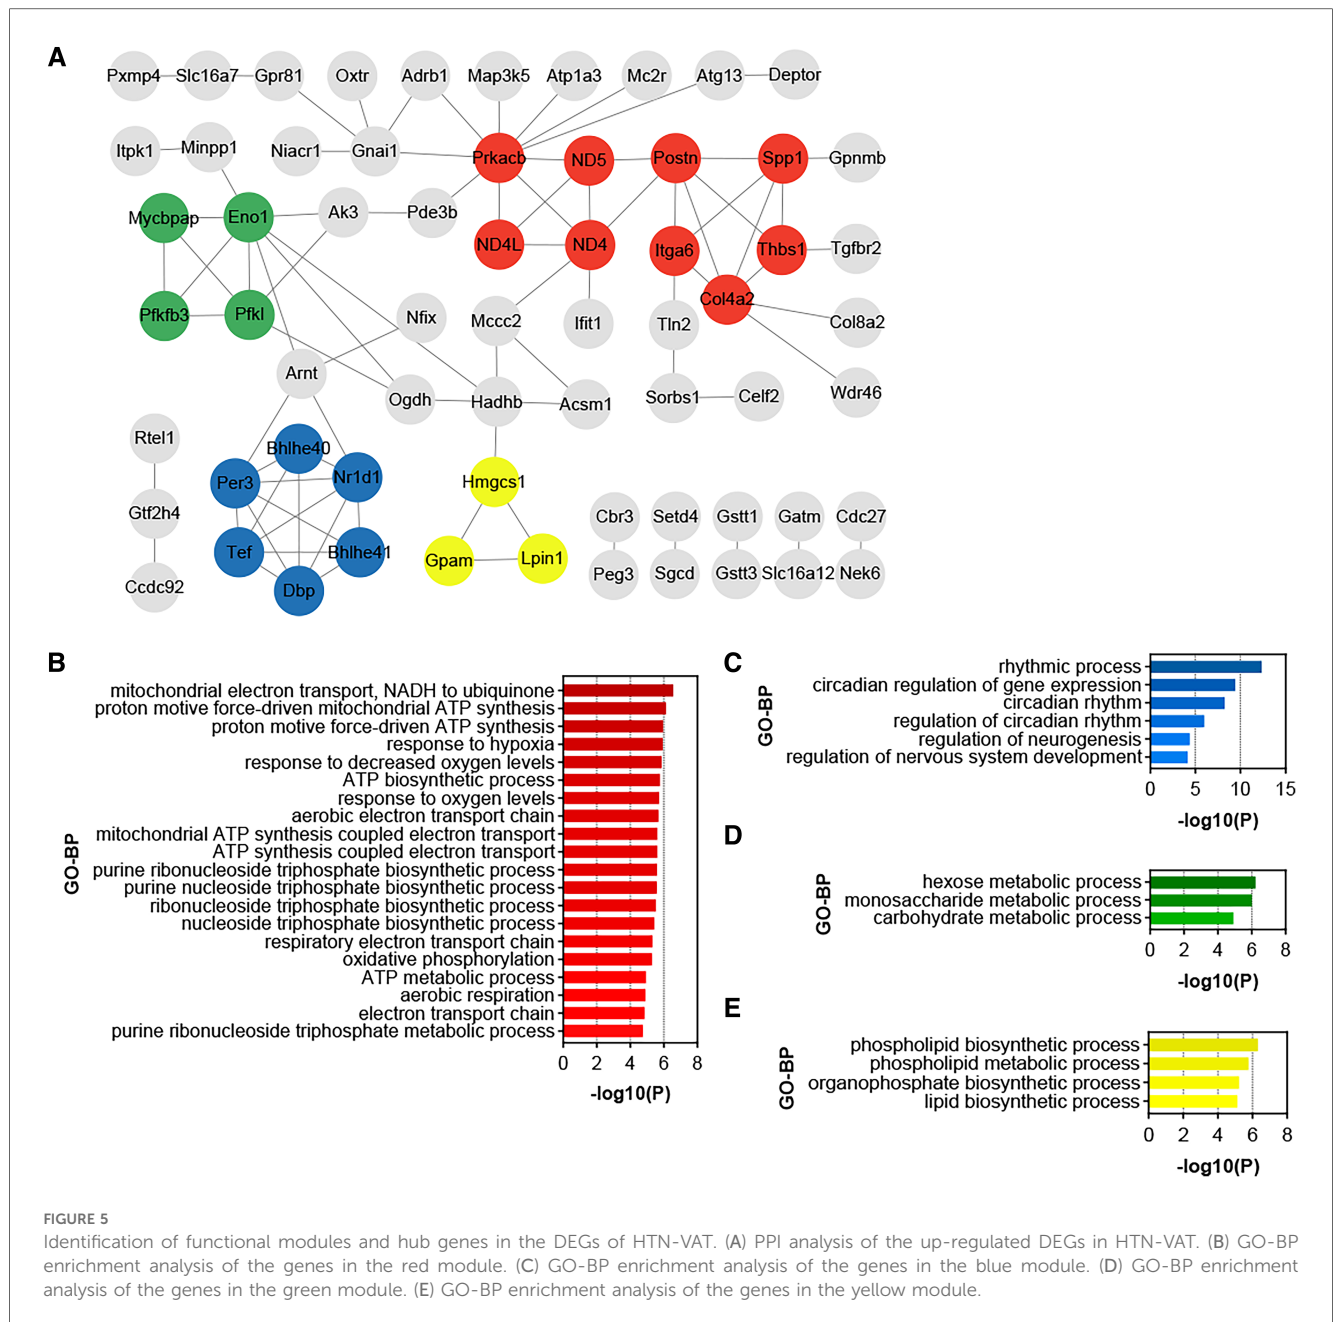 A
Pxmp4 Slc16a7 Gpr81 Oxtr Adrb1 Map3k5 Atp1a3 Mc2r Atg13 Deptor
Itpk1 Minpp1 Niacr1 Gnai1 Prkacb ND5 Postn Spp1 Gpnmb
Mycbpap Eno1 Ak3 Pde3b ND4L ND4 Itga6 Thbs1 Tgfbr2
Col4a2
Pfkfb3 Pfkl Nfix Mccc2 Ifit1 Tln2 Col8a2
Arnt Ogdh Hadhb Acsm1 Sorbs1 Celf2 Wdr46
Rtel1 Bhlhe40
Per3 Nr1d1 Hmgcs1
Gtf2h4 Cbr3 Setd4 Gstt1 Gatm Cdc27
Tef Bhlhe41 Gpam Lpin1
Ccdc92 Dbp Peg3 Sgcd Gstt3 Slc16a12 Nek6
B
GO-BP
mitochondrial electron transport, NADH to ubiquinone
proton motive force-driven mitochondrial ATP synthesis
proton motive force-driven ATP synthesis
response to hypoxia
response to decreased oxygen levels
ATP biosynthetic process
response to oxygen levels
aerobic electron transport chain
mitochondrial ATP synthesis coupled electron transport
ATP synthesis coupled electron transport
purine ribonucleoside triphosphate biosynthetic process
purine nucleoside triphosphate biosynthetic process
ribonucleoside triphosphate biosynthetic process
nucleoside triphosphate biosynthetic process
respiratory electron transport chain
oxidative phosphorylation
ATP metabolic process
aerobic respiration
electron transport chain
purine ribonucleoside triphosphate metabolic process
0 2 4 6 8
-log10(P)
C
GO-BP
rhythmic process
circadian regulation of gene expression
circadian rhythm
regulation of circadian rhythm
regulation of neurogenesis
regulation of nervous system development
0 5 10 15
-log10(P)
D
GO-BP
hexose metabolic process
monosaccharide metabolic process
carbohydrate metabolic process
0 2 4 6 8
-log10(P)
E
GO-BP
phospholipid biosynthetic process
phospholipid metabolic process
organophosphate biosynthetic process
lipid biosynthetic process
0 2 4 6 8
-log10(P)
FIGURE 5
Identification of functional modules and hub genes in the DEGs of HTN-VAT. (A) PPI analysis of the up-regulated DEGs in HTN-VAT. (B) GO-BP
enrichment analysis of the genes in the red module. (C) GO-BP enrichment analysis of the genes in the blue module. (D) GO-BP enrichment
analysis of the genes in the green module. (E) GO-BP enrichment analysis of the genes in the yellow module.